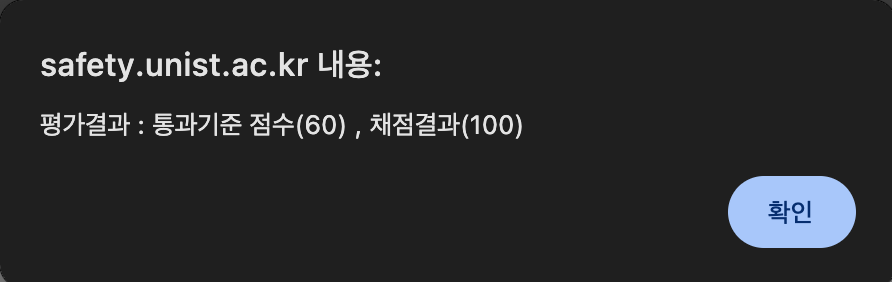 safety.unist.ac.kr 내용:
평가결과 : 통과기준 점수(60) , 채점결과(100)
확인